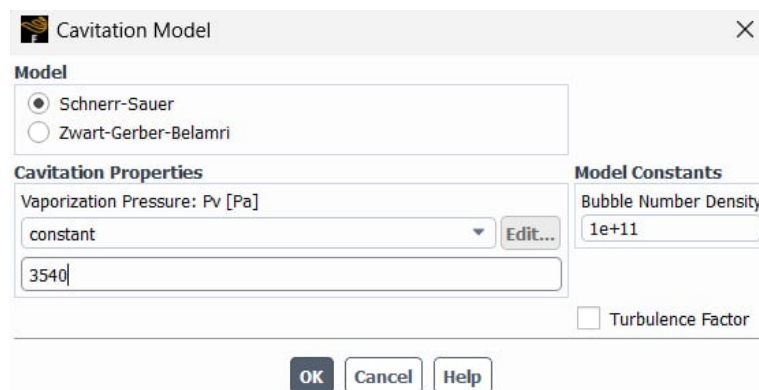 Cavitation Model
Model
Schnerr-Sauer
Zwart-Gerber-Belamri
Cavitation Properties
Vaporization Pressure: Pv [Pa]
constant
Edit...
3540
Model Constants
Bubble Number Density
1e+11
Turbulence Factor
OK Cancel Help